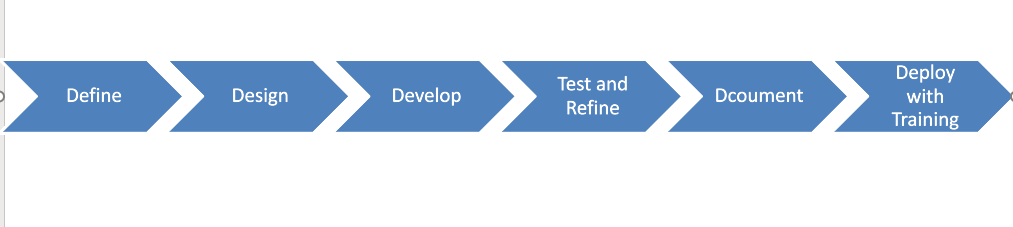 Define
Design
Develop
Test and
Refine
Dcoument
Deploy
with
Training